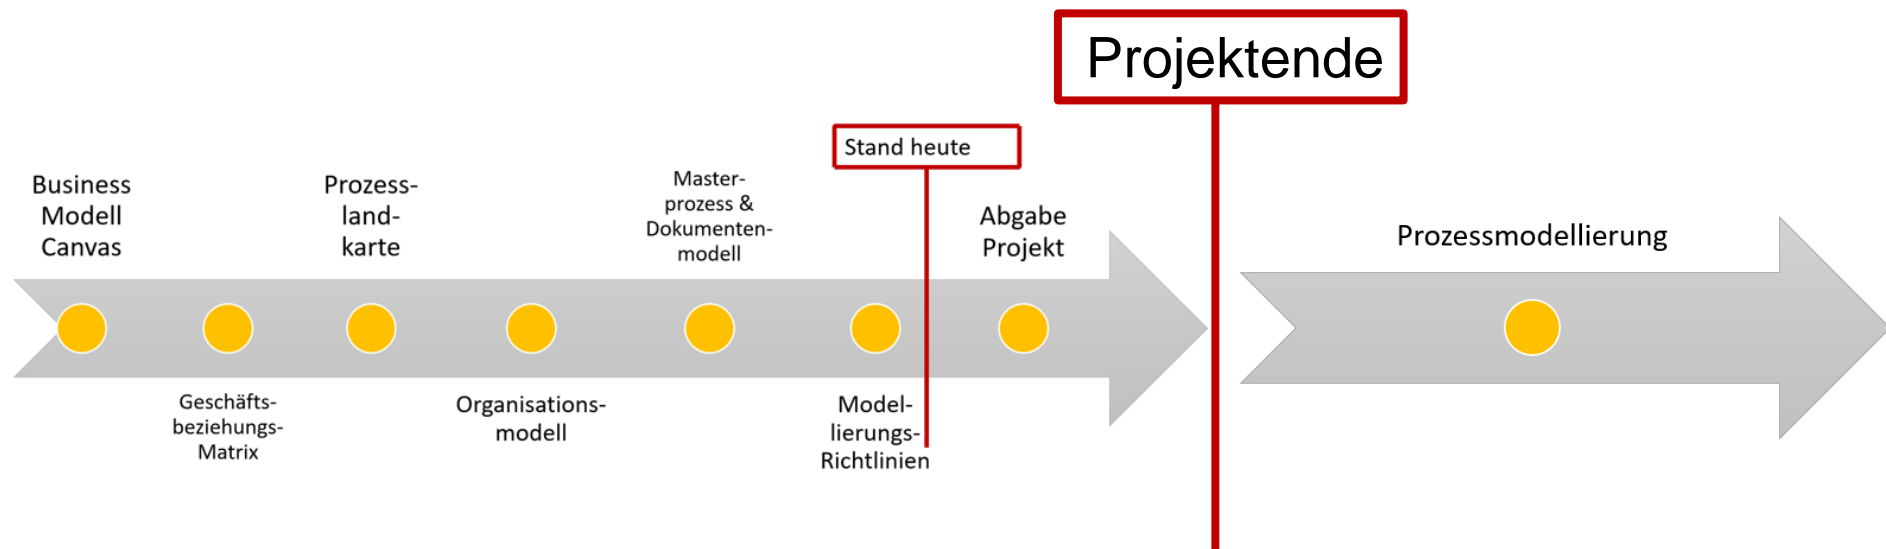 Projektende
Stand heute
Business
Modell
Canvas
Geschäfts-
beziehungs-
Matrix
Prozess-
land-
karte
Organisations-
modell
Master-
prozess &
Dokumenten-
modell
Model-
lierungs-
Richtlinien
Abgabe
Projekt
Prozessmodellierung